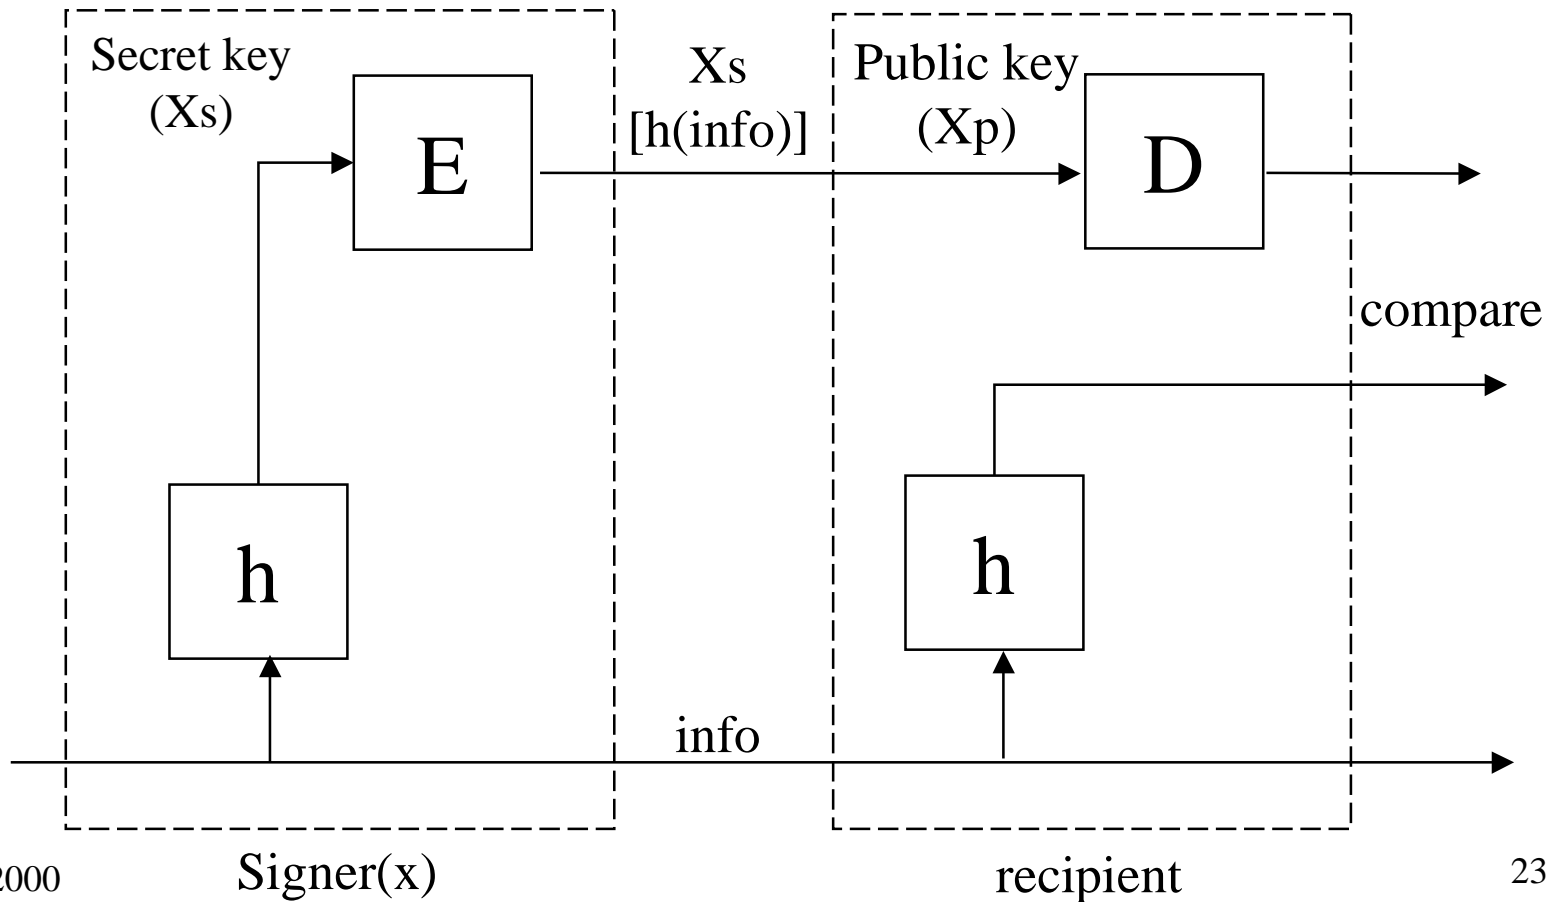 Secret key
(Xs)
E
Xs
[h(info)]
Public key
(Xp)
D
compare
h
h
info
Signer(x)
recipient
2000
23